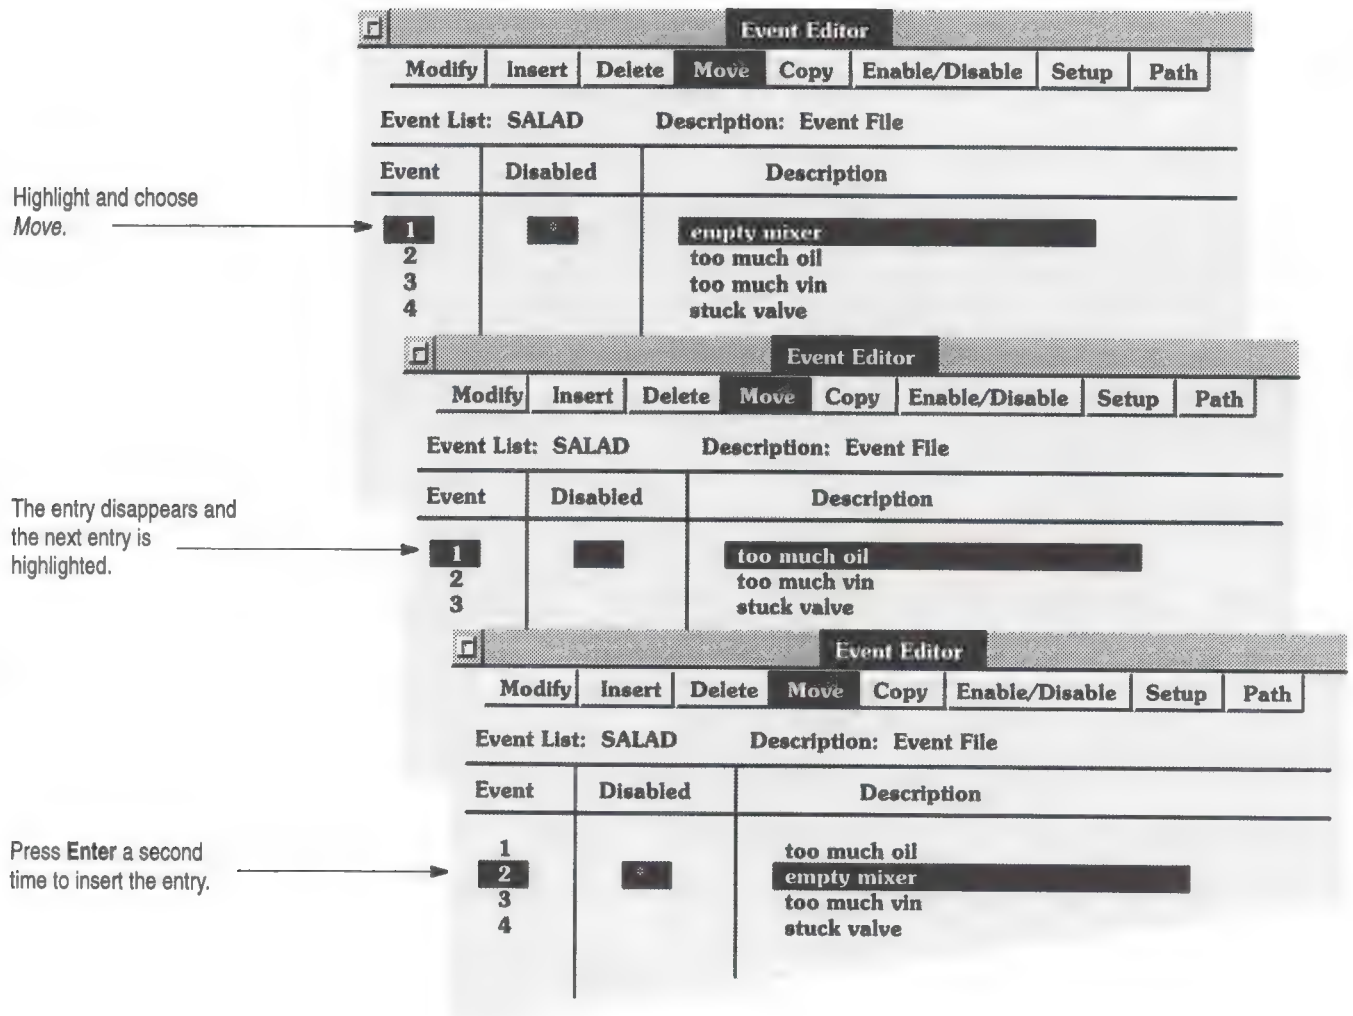 Event Editor
Modify Insert Delete Move Copy Enable/Disable Setup Path
Event List: SALAD Description: Event File
Event Disabled Description
Highlight and choose
Move.
1 * empty mixer
2 too much oil
3 too much vin
4 stuck valve
Event Editor
Modify Insert Delete Move Copy Enable/Disable Setup Path
Event List: SALAD Description: Event File
Event Disabled Description
The entry disappears and
the next entry is
highlighted.
1 too much oil
2 too much vin
3 stuck valve
Event Editor
Modify Insert Delete Move Copy Enable/Disable Setup Path
Event List: SALAD Description: Event File
Event Disabled Description
Press Enter a second
time to insert the entry.
1 too much oil
2 * empty mixer
3 too much vin
4 stuck valve